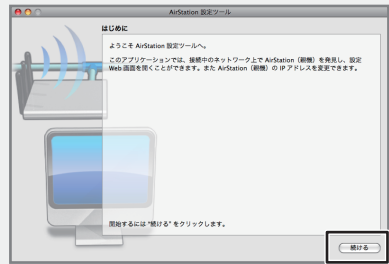 AirStation 設定ツール
はじめに
ようこそ AirStation 設定ツールへ。
このアプリケーションでは、接続中のネットワーク上で AirStation（親機）を発見し、設定
Web 画面を開くことができます。また AirStation（親機）の IP アドレスを変更できます。
開始するには “続ける” をクリックします。
続ける